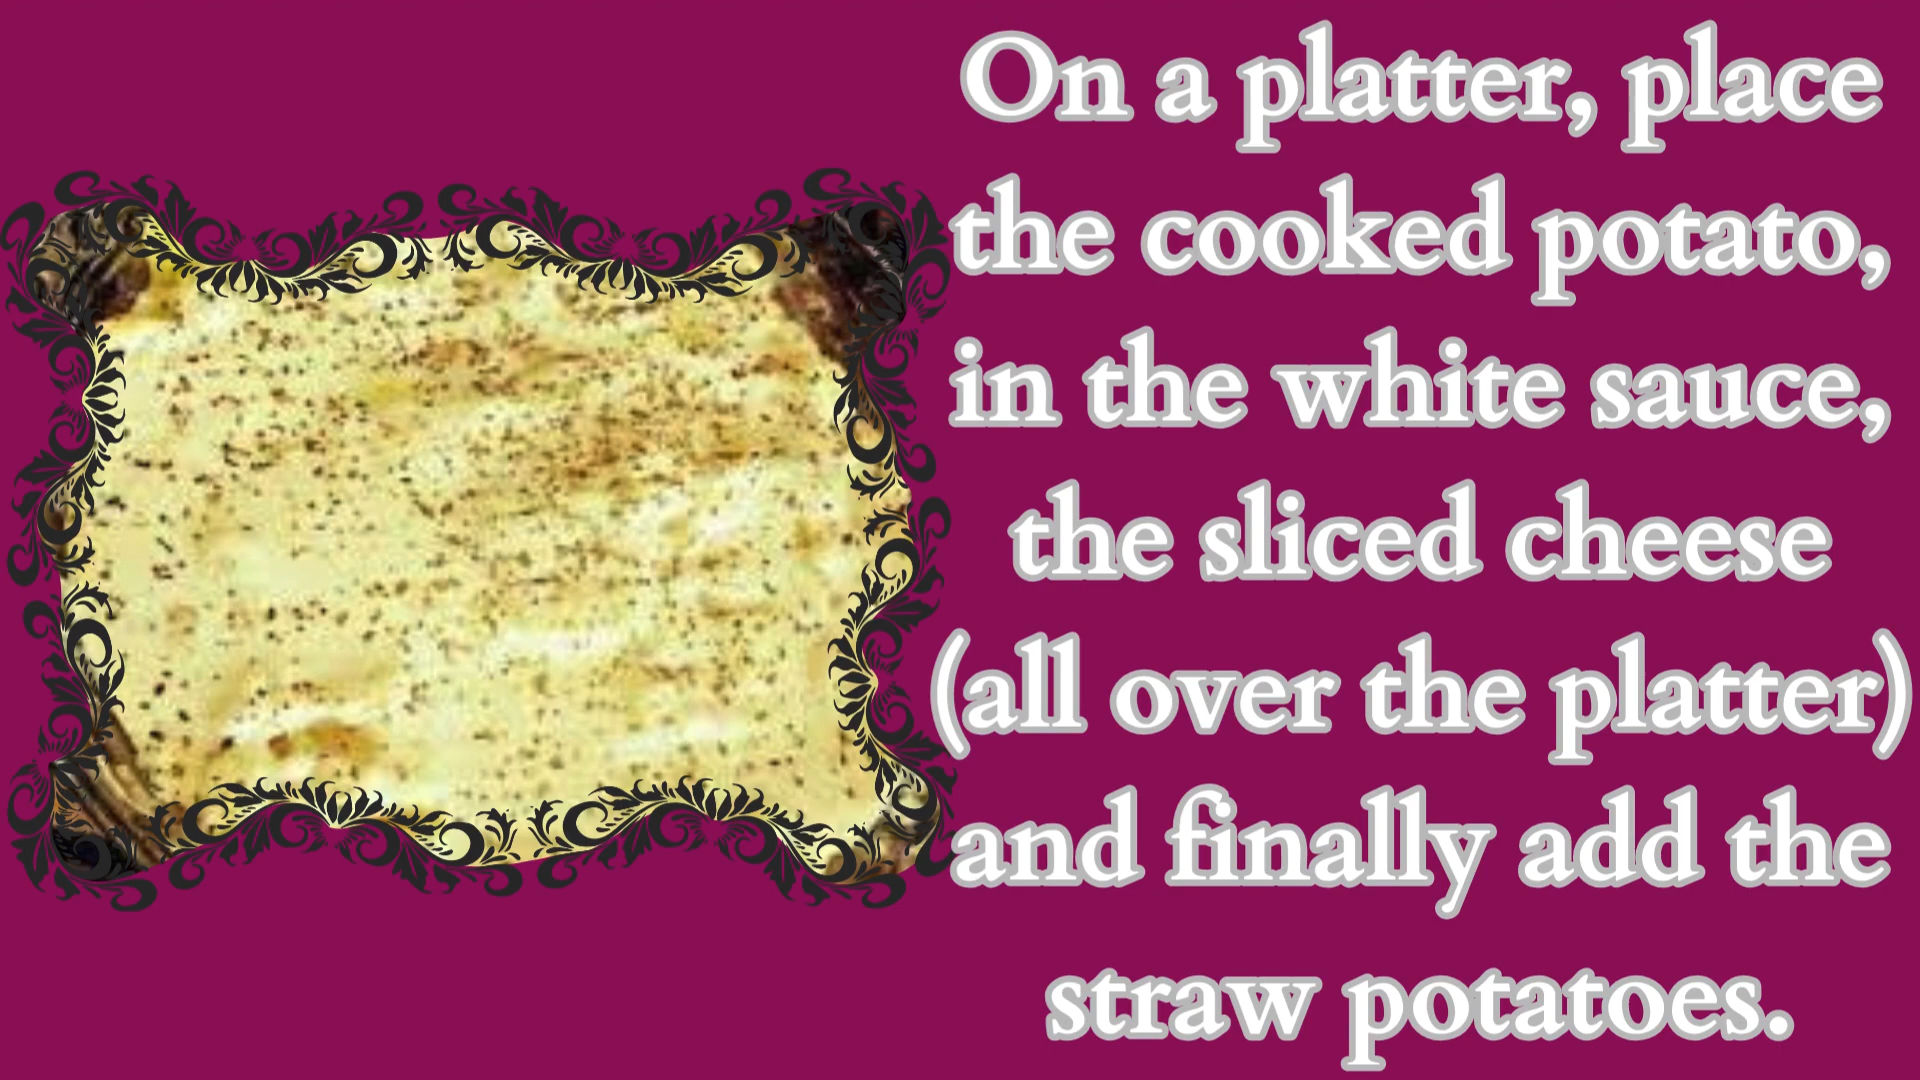 On a platter, place
the cooked potato,
in the white sauce,
the sliced cheese
(all over the platter)
and finally add the
straw potatoes.